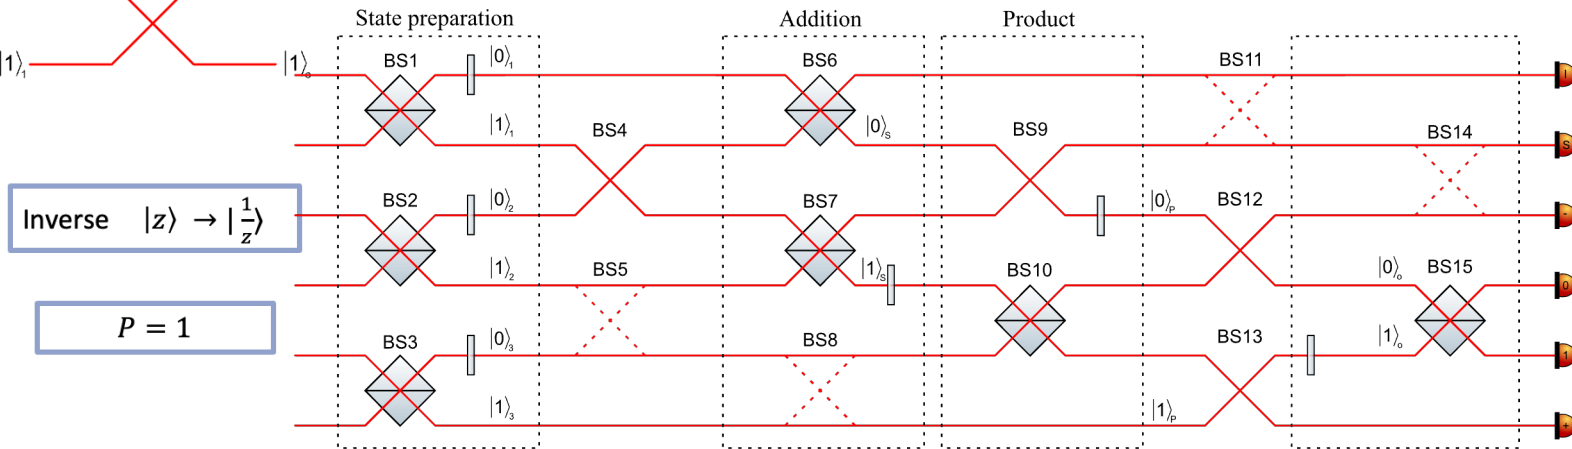 State preparation
Addition
Product
|1⟩₁
|1⟩ₒ
BS1
|0⟩₁
BS6
BS11
I
|1⟩₁
BS4
|0⟩S
BS9
BS14
S
Inverse |z⟩ → |1/z⟩
BS2
|0⟩₂
BS7
|0⟩P
BS12
-
|1⟩₂
BS5
|1⟩S
BS10
|0⟩ₒ
BS15
0
P = 1
BS3
|0⟩₃
BS8
BS13
|1⟩ₒ
1
|1⟩₃
|1⟩P
+